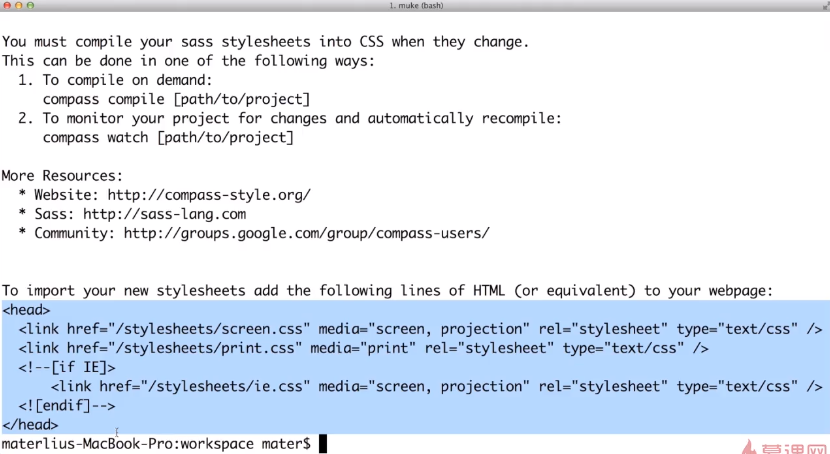 1. muke (bash)
You must compile your sass stylesheets into CSS when they change.
This can be done in one of the following ways:
  1. To compile on demand:
     compass compile [path/to/project]
  2. To monitor your project for changes and automatically recompile:
     compass watch [path/to/project]
More Resources:
  * Website: http://compass-style.org/
  * Sass: http://sass-lang.com
  * Community: http://groups.google.com/group/compass-users/
To import your new stylesheets add the following lines of HTML (or equivalent) to your webpage:
<head>
  <link href="/stylesheets/screen.css" media="screen, projection" rel="stylesheet" type="text/css" />
  <link href="/stylesheets/print.css" media="print" rel="stylesheet" type="text/css" />
  <!--[if IE]>
      <link href="/stylesheets/ie.css" media="screen, projection" rel="stylesheet" type="text/css" />
  <![endif]-->
</head>
materlius-MacBook-Pro:workspace mater$
慕课网